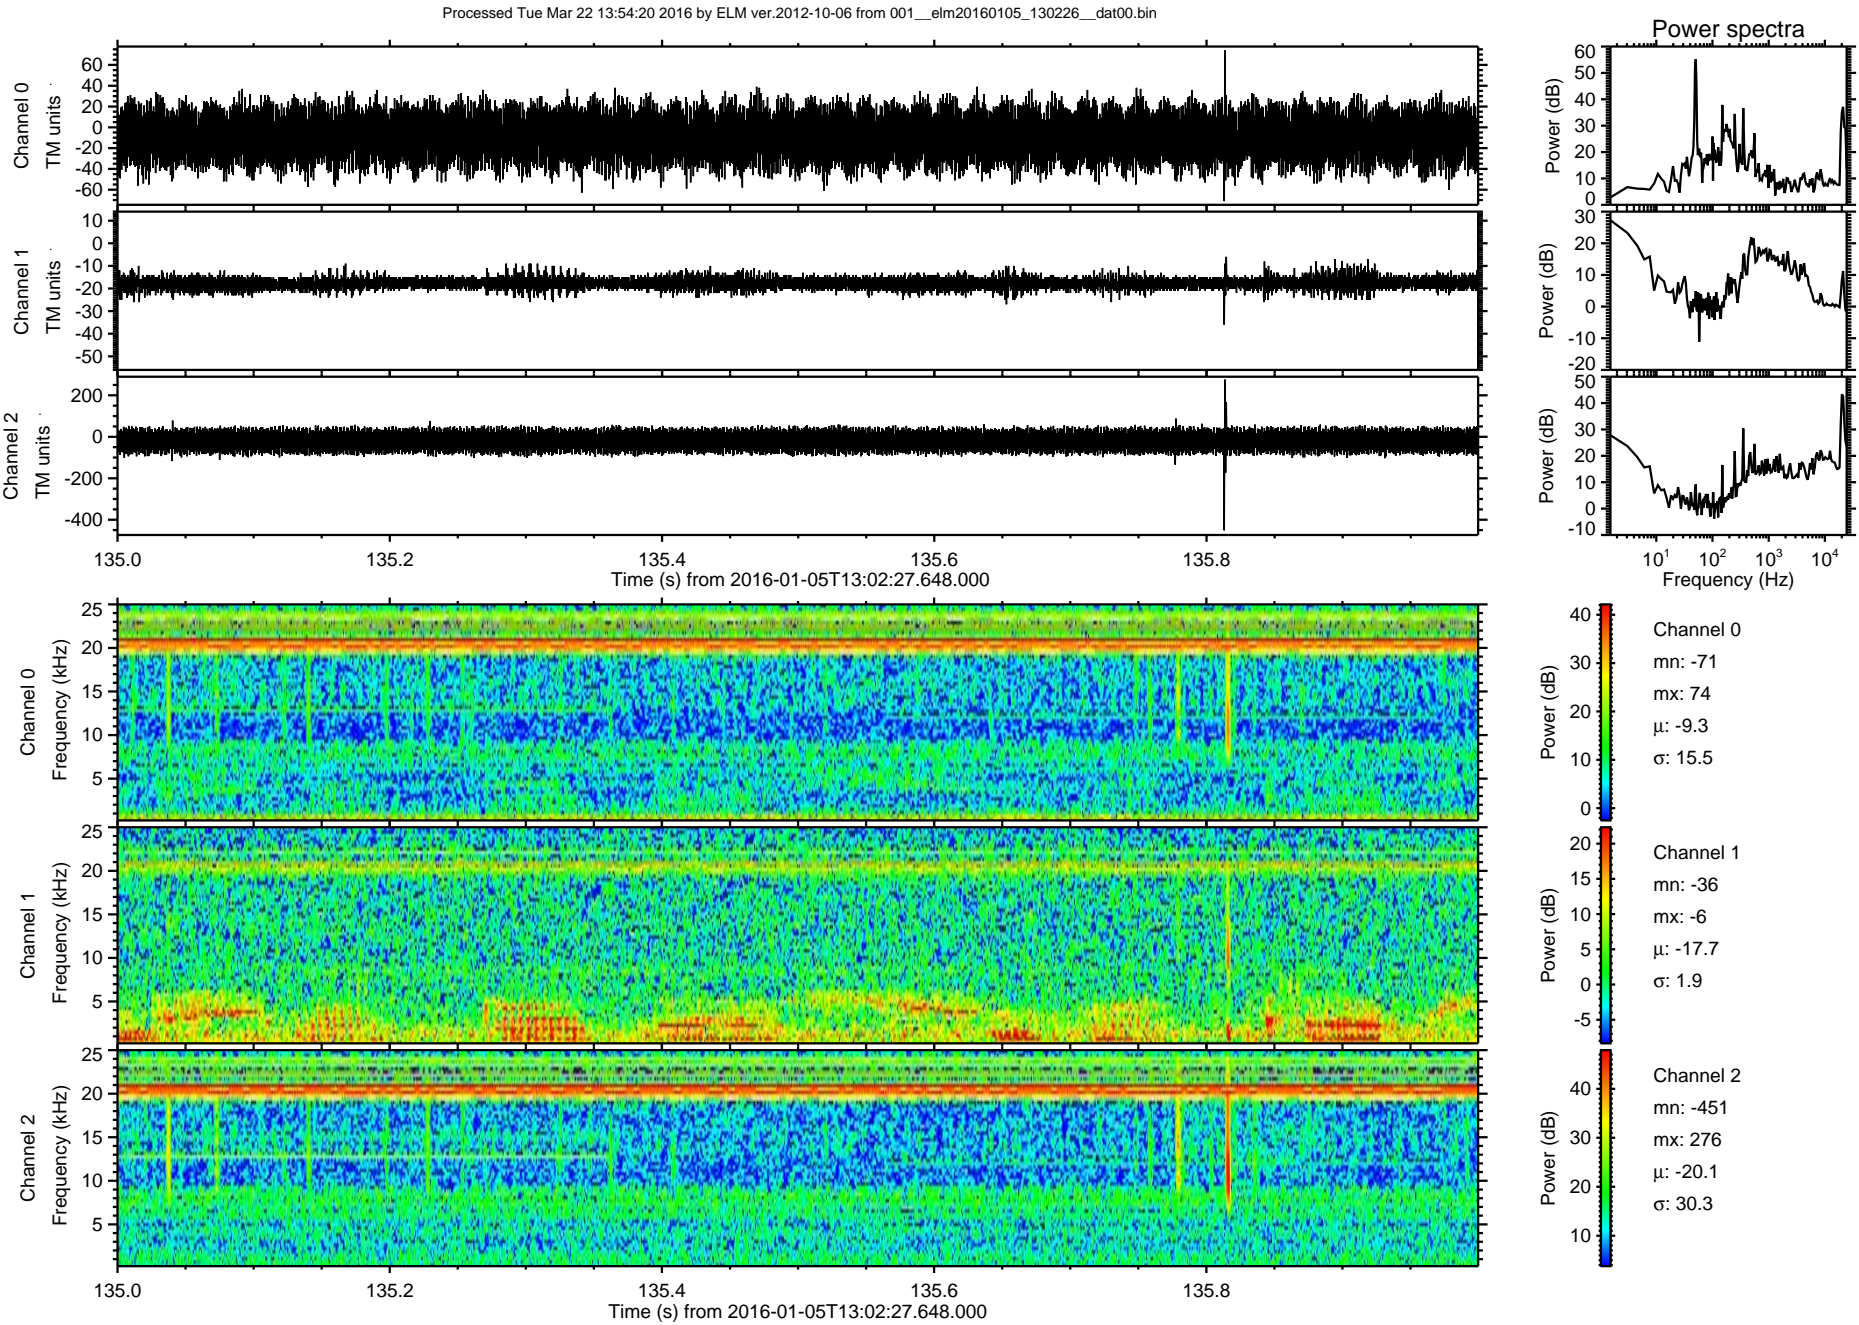 Processed Tue Mar 22 13:54:20 2016 by ELM ver.2012-10-06 from 001__elm20160105_130226__dat00.bin
Power spectra
Channel 0
TM units
60
40
20
0
-20
-40
-60
Power (dB)
60
50
40
30
20
10
0
Channel 1
TM units
10
0
-10
-20
-30
-40
-50
Power (dB)
30
20
10
0
-10
-20
Channel 2
TM units
200
0
-200
-400
Power (dB)
50
40
30
20
10
0
-10
135.0 135.2 135.4 135.6 135.8
Time (s) from 2016-01-05T13:02:27.648.000
10¹ 10² 10³ 10⁴
Frequency (Hz)
Channel 0
Frequency (kHz)
25
20
15
10
5
Power (dB)
40
30
20
10
0
Channel 0
mn: -71
mx: 74
μ: -9.3
σ: 15.5
Channel 1
Frequency (kHz)
25
20
15
10
5
Power (dB)
20
15
10
5
0
-5
Channel 1
mn: -36
mx: -6
μ: -17.7
σ: 1.9
Channel 2
Frequency (kHz)
25
20
15
10
5
Power (dB)
40
30
20
10
Channel 2
mn: -451
mx: 276
μ: -20.1
σ: 30.3
135.0 135.2 135.4 135.6 135.8
Time (s) from 2016-01-05T13:02:27.648.000